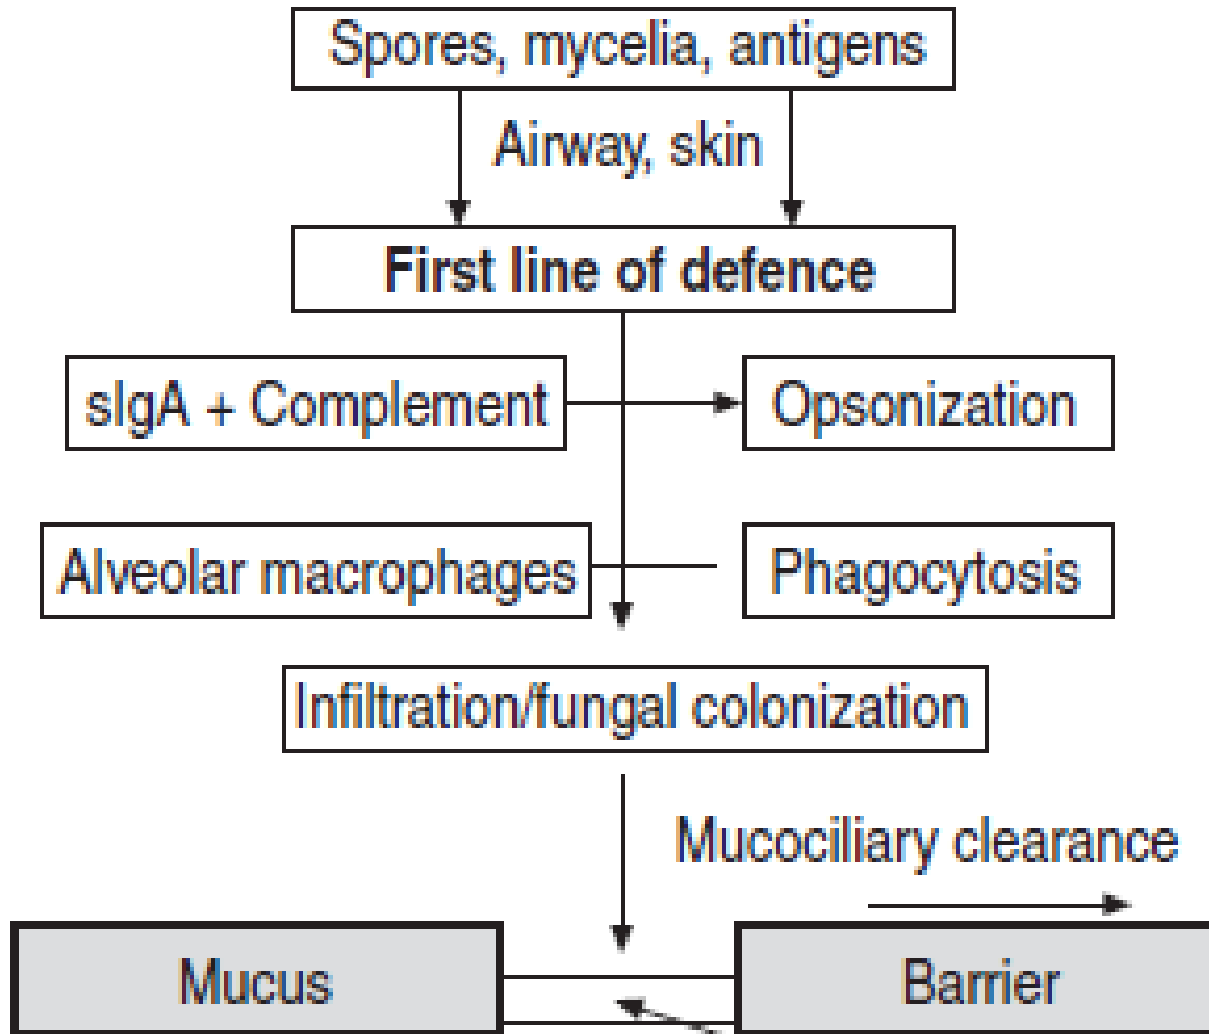 Spores, mycelia, antigens
Airway, skin
First line of defence
sIgA + Complement
Opsonization
Alveolar macrophages
Phagocytosis
Infiltration/fungal colonization
Mucociliary clearance
Mucus
Barrier